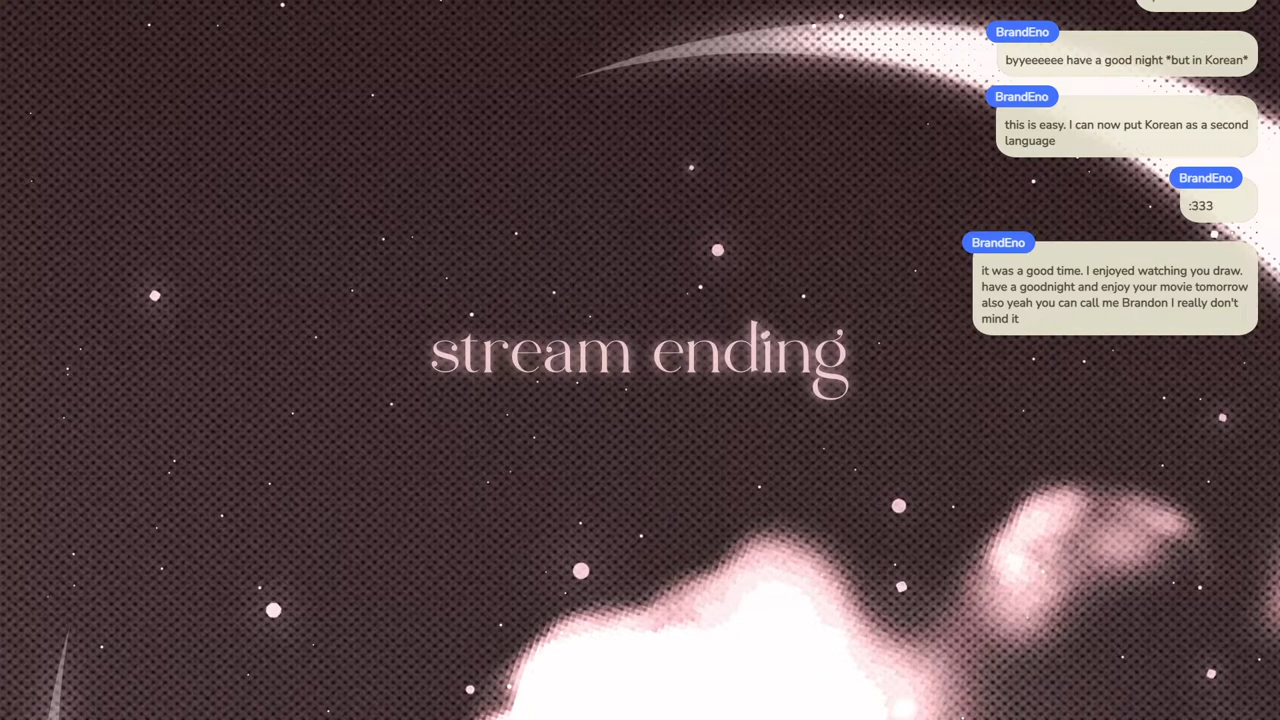 BrandEno
byyeeeeee have a good night *but in Korean*
BrandEno
this is easy. I can now put Korean as a second
language
BrandEno
:333
BrandEno
it was a good time. I enjoyed watching you draw.
have a goodnight and enjoy your movie tomorrow
also yeah you can call me Brandon I really don't
mind it
stream ending